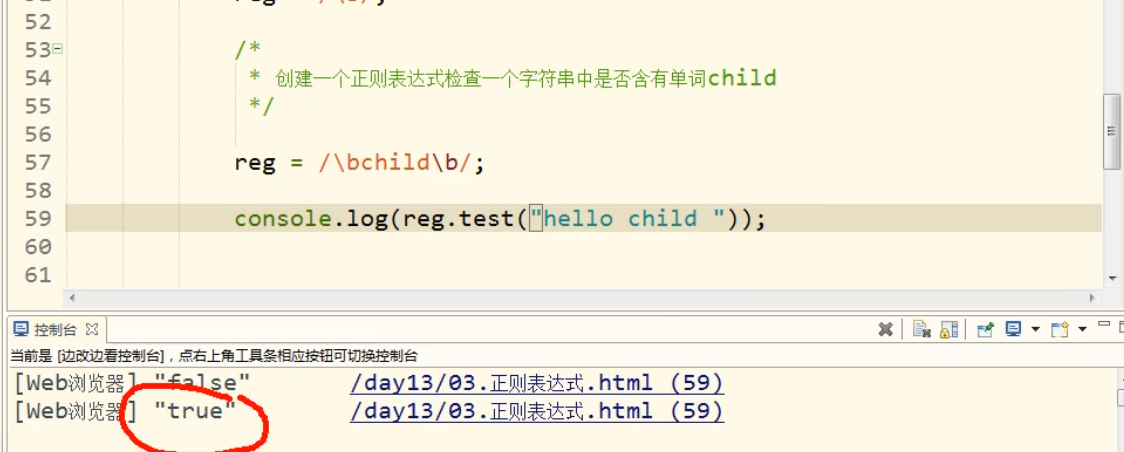 52
53 /*
54 * 创建一个正则表达式检查一个字符串中是否含有单词child
55 */
56
57 reg = /\bchild\b/;
58
59 console.log(reg.test("hello child "));
60
61
控制台
当前是 [边改边看控制台]，点右上角工具条相应按钮可切换控制台
[Web浏览器] "false" /day13/03.正则表达式.html (59)
[Web浏览器] "true" /day13/03.正则表达式.html (59)